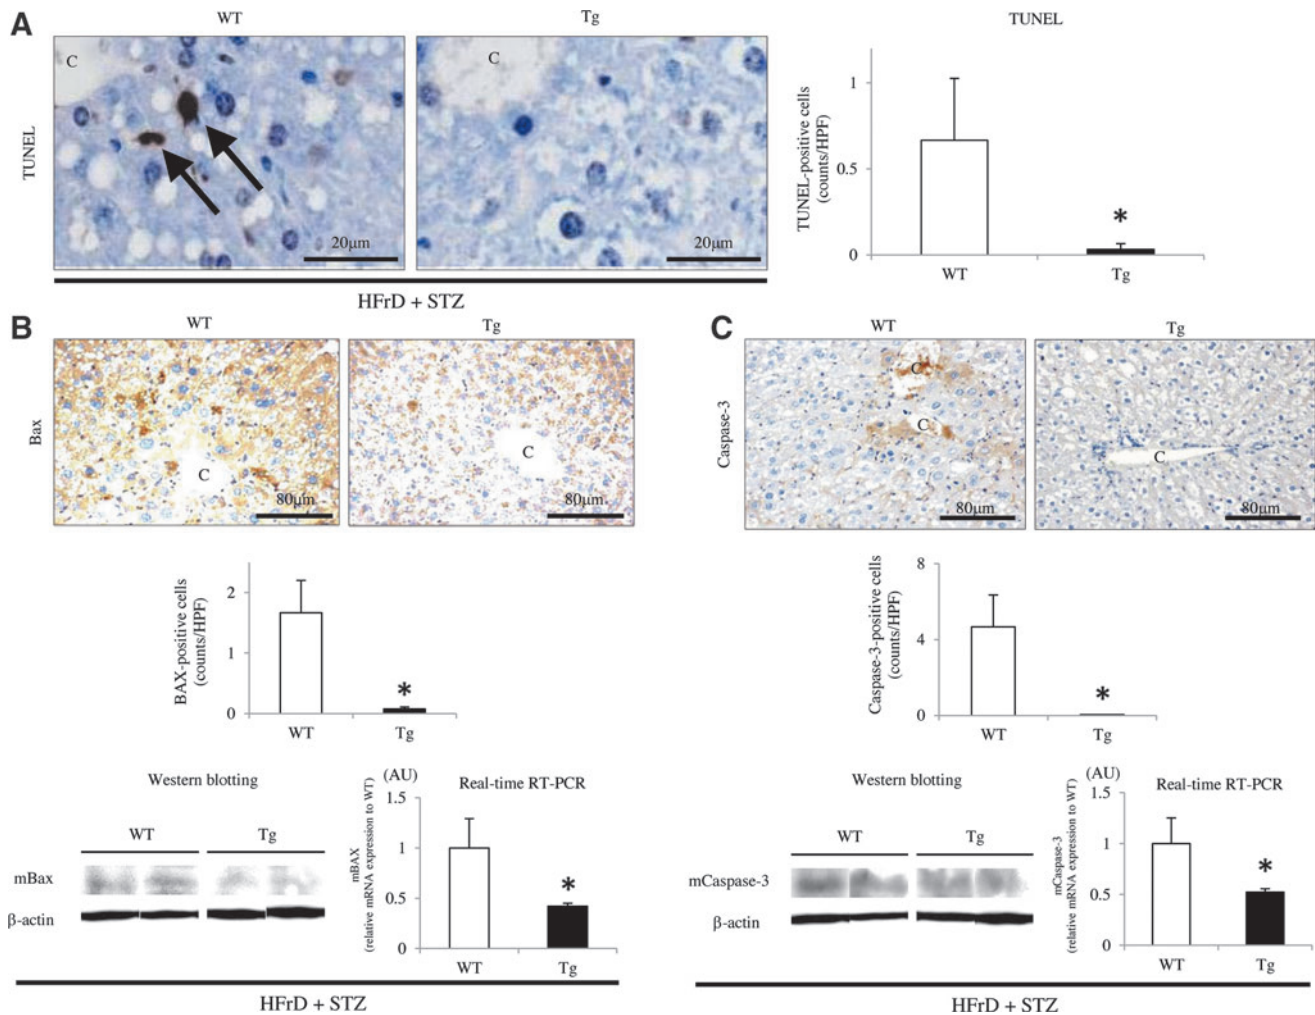 A
WT
Tg
TUNEL
TUNEL
C
C
20μm
20μm
TUNEL-positive cells
(counts/HPF)
1
0.5
0
*
WT
Tg
HFrD + STZ
B
WT
Tg
Bax
C
C
80μm
80μm
BAX-positive cells
(counts/HPF)
2
1
0
*
WT
Tg
Western blotting
WT
Tg
mBax
β-actin
(AU)
Real-time RT-PCR
mBAX
(relative mRNA expression to WT)
1.5
1
0.5
0
*
WT
Tg
HFrD + STZ
C
WT
Tg
Caspase-3
C
C
C
80μm
80μm
Caspase-3-positive cells
(counts/HPF)
8
4
0
*
WT
Tg
Western blotting
WT
Tg
mCaspase-3
β-actin
(AU)
Real-time RT-PCR
mCaspase-3
(relative mRNA expression to WT)
1.5
1
0.5
0
*
WT
Tg
HFrD + STZ